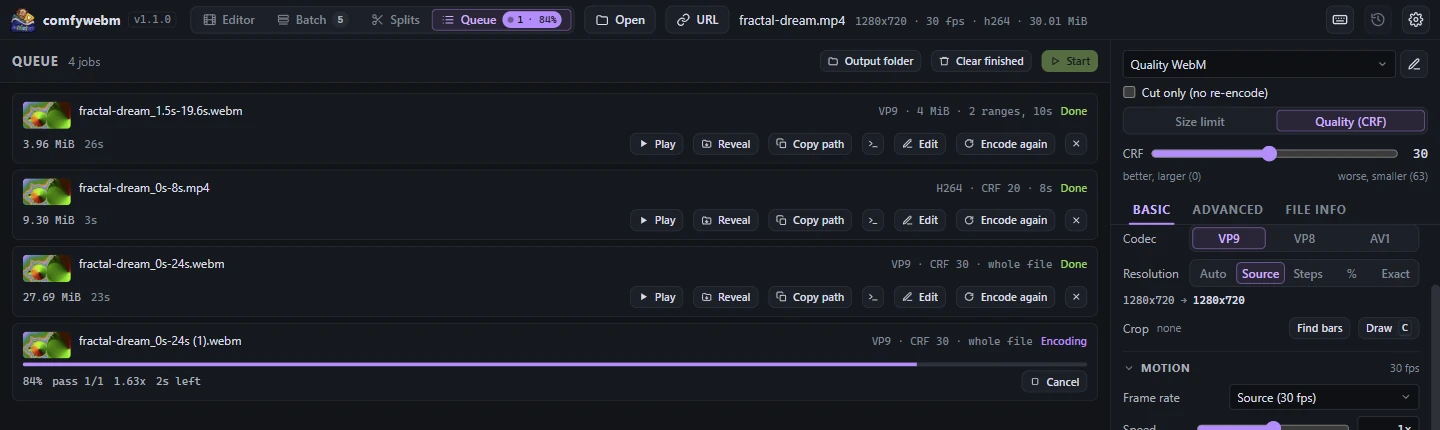 comfywebm v1.1.0 Editor Batch 5 Splits Queue 1 · 84% Open URL fractal-dream.mp4 1280x720 · 30 fps · h264 · 30.01 MiB
QUEUE 4 jobs Output folder Clear finished Start
fractal-dream_1.5s-19.6s.webm VP9 · 4 MiB · 2 ranges, 10s Done
3.96 MiB 26s Play Reveal Copy path Edit Encode again
fractal-dream_0s-8s.mp4 H264 · CRF 20 · 8s Done
9.30 MiB 3s Play Reveal Copy path Edit Encode again
fractal-dream_0s-24s.webm VP9 · CRF 30 · whole file Done
27.69 MiB 23s Play Reveal Copy path Edit Encode again
fractal-dream_0s-24s (1).webm VP9 · CRF 30 · whole file Encoding
84% pass 1/1 1.63x 2s left Cancel
Quality WebM
Cut only (no re-encode)
Size limit Quality (CRF)
CRF 30
better, larger (0) worse, smaller (63)
BASIC ADVANCED FILE INFO
Codec VP9 VP8 AV1
Resolution Auto Source Steps % Exact
1280x720 → 1280x720
Crop none Find bars Draw C
MOTION 30 fps
Frame rate Source (30 fps)
Speed 1x